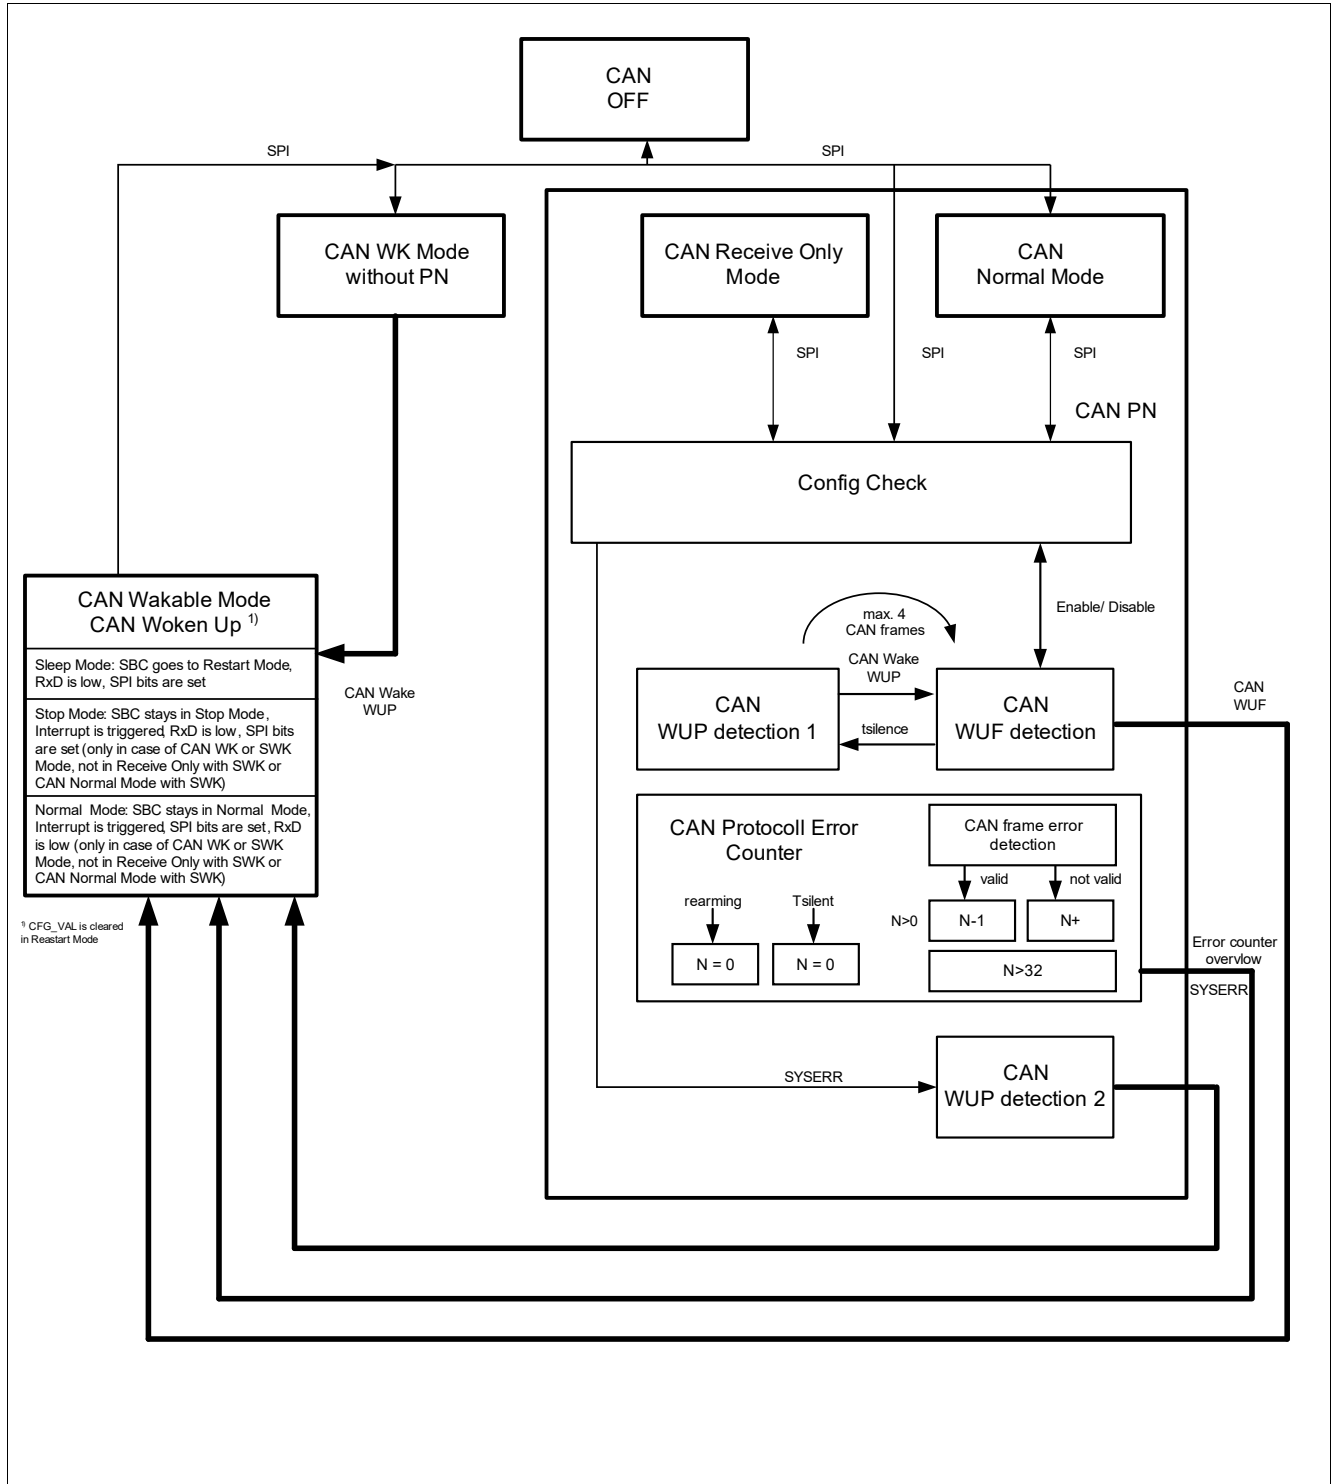 CAN
OFF
SPI
SPI
CAN WK Mode
without PN
CAN Receive Only
Mode
CAN
Normal Mode
SPI
SPI
SPI
CAN PN
Config Check
CAN Wakable Mode
CAN Woken Up 1)
Sleep Mode: SBC goes to Restart Mode,
RxD is low, SPI bits are set
Stop Mode: SBC stays in Stop Mode,
Interrupt is triggered, RxD is low, SPI bits
are set (only in case of CAN WK or SWK
Mode, not in Receive Only with SWK or
CAN Normal Mode with SWK)
Normal Mode: SBC stays in Normal Mode,
Interrupt is triggered, SPI bits are set, RxD
is low (only in case of CAN WK or SWK
Mode, not in Receive Only with SWK or
CAN Normal Mode with SWK)
1) CFG_VAL is cleared
in Reastart Mode
CAN Wake
WUP
Enable/ Disable
max. 4
CAN frames
CAN Wake
WUP
CAN
WUP detection 1
tsilence
CAN
WUF detection
CAN
WUF
CAN Protocoll Error
Counter
CAN frame error
detection
valid
not valid
rearming
Tsilent
N>0
N-1
N+
N = 0
N = 0
N>32
Error counter
overvlow
SYSERR
SYSERR
CAN
WUP detection 2